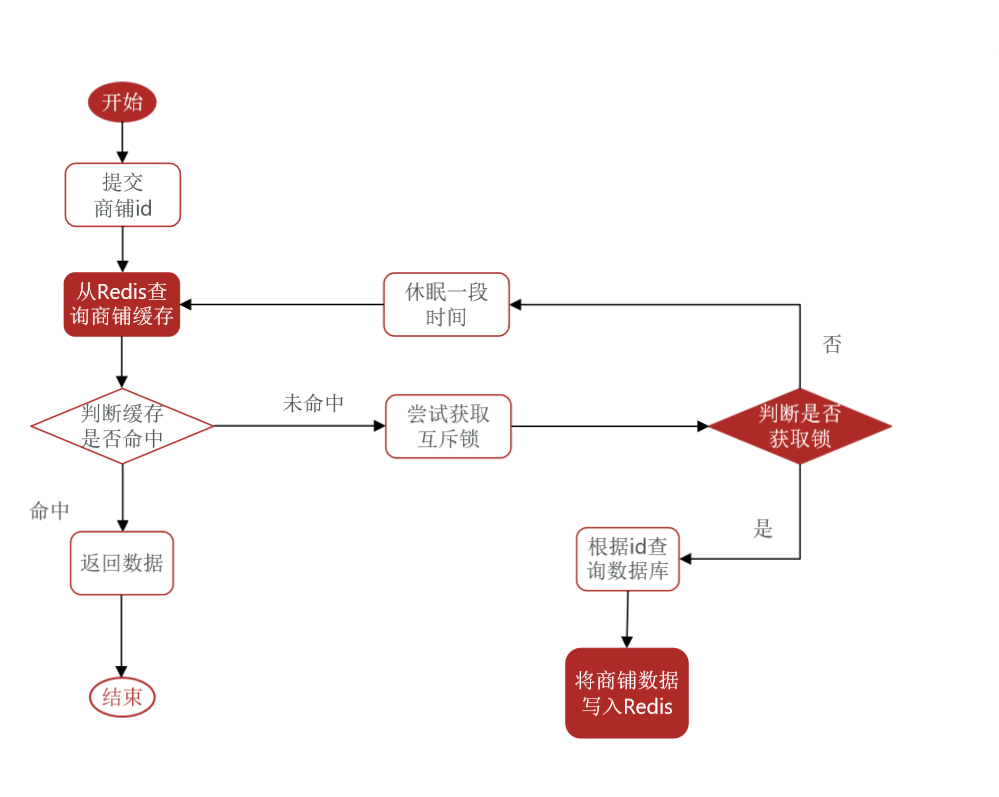 开始
提交
商铺id
从Redis查
询商铺缓存
休眠一段
时间
否
判断缓存
是否命中
未命中
尝试获取
互斥锁
判断是否
获取锁
命中
是
返回数据
根据id查
询数据库
结束
将商铺数据
写入Redis